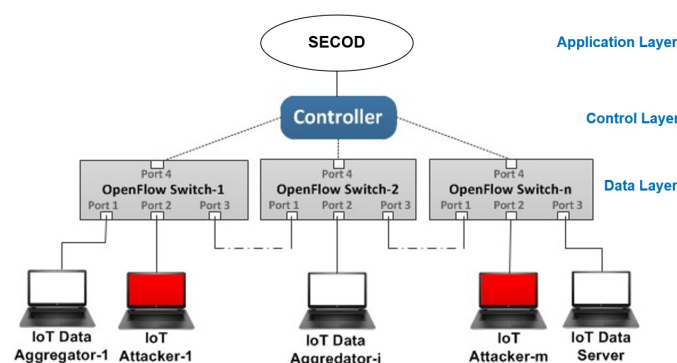 SECOD
Application Layer
Controller
Control Layer
Port 4
OpenFlow Switch-1
Port 1 Port 2 Port 3
Port 4
OpenFlow Switch-2
Port 1 Port 2 Port 3
Port 4
OpenFlow Switch-n
Port 1 Port 2 Port 3
Data Layer
IoT Data
Aggregator-1
IoT
Attacker-1
IoT Data
Aggredator-i
IoT
Attacker-m
IoT Data
Server